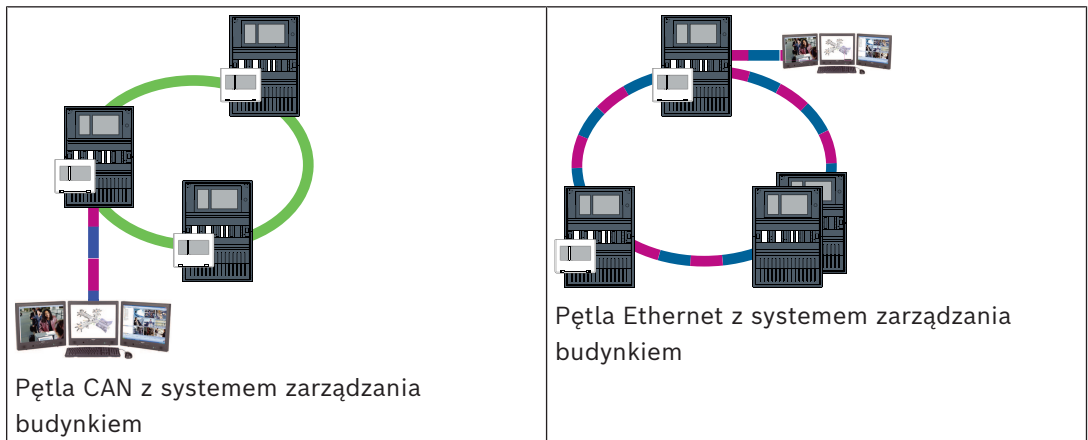 Pętla CAN z systemem zarządzania
budynkiem
Pętla Ethernet z systemem zarządzania
budynkiem